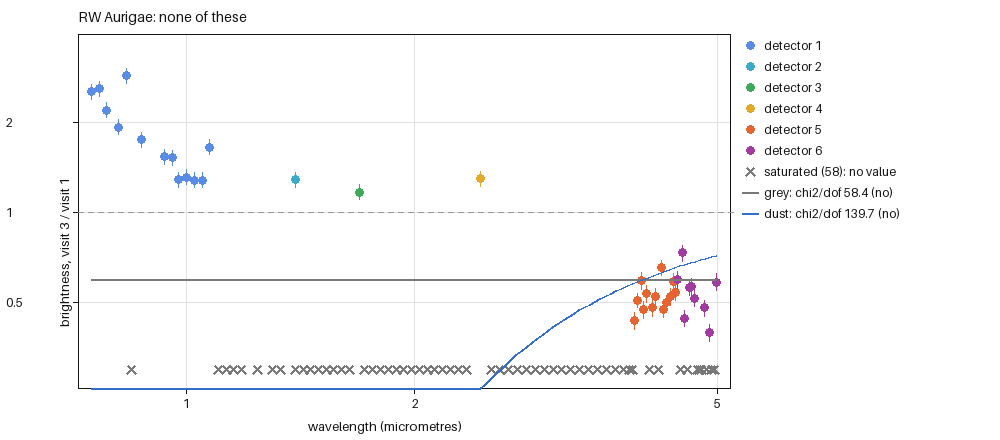 RW Aurigae: none of these
brightness, visit 3 / visit 1
2
1
0.5
1
2
5
wavelength (micrometres)
detector 1
detector 2
detector 3
detector 4
detector 5
detector 6
saturated (58): no value
grey: chi2/dof 58.4 (no)
dust: chi2/dof 139.7 (no)